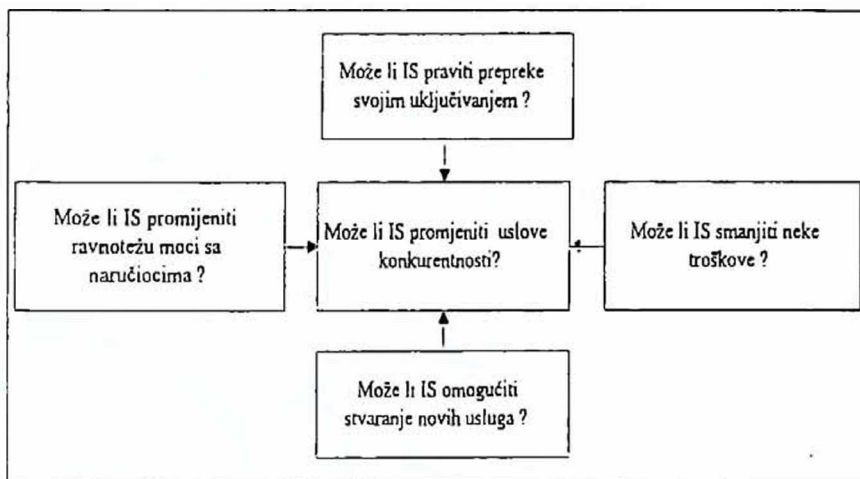 Može li IS praviti prepreke
svojim uključivanjem ?
Može li IS promijeniti
ravnotežu moći sa
naručiocima ?
Može li IS promjeniti uslove
konkurentnosti?
Može li IS smanjiti neke
troškove ?
Može li IS omogućiti
stvaranje novih usluga ?